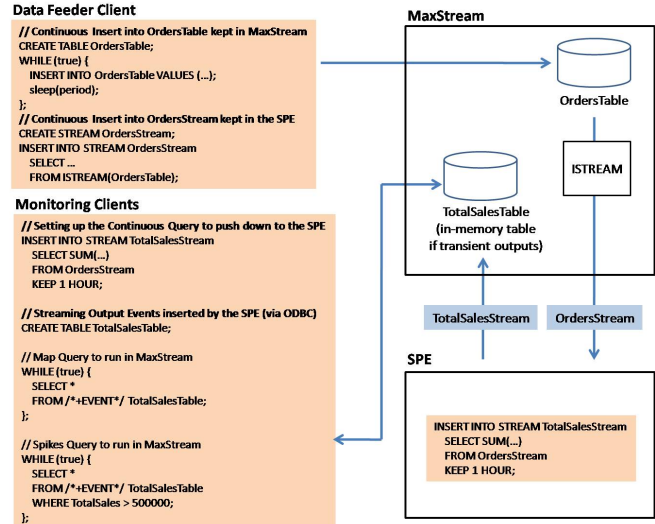 Data Feeder Client
// Continuous Insert into OrdersTable kept in MaxStream
CREATE TABLE OrdersTable;
WHILE (true) {
INSERT INTO OrdersTable VALUES (...);
sleep(period);
};
// Continuous Insert into OrdersStream kept in the SPE
CREATE STREAM OrdersStream;
INSERT INTO STREAM OrdersStream
SELECT ...
FROM ISTREAM(OrdersTable);
Monitoring Clients
// Setting up the Continuous Query to push down to the SPE
INSERT INTO STREAM TotalSalesStream
SELECT SUM(...)
FROM OrdersStream
KEEP 1 HOUR;
// Streaming Output Events inserted by the SPE (via ODBC)
CREATE TABLE TotalSalesTable;
// Map Query to run in MaxStream
WHILE (true) {
SELECT *
FROM /*+EVENT*/ TotalSalesTable;
};
// Spikes Query to run in MaxStream
WHILE (true) {
SELECT *
FROM /*+EVENT*/ TotalSalesTable
WHERE TotalSales > 500000;
};
MaxStream
OrdersTable
ISTREAM
TotalSalesTable
(in-memory table
if transient outputs)
TotalSalesStream
OrdersStream
SPE
INSERT INTO STREAM TotalSalesStream
SELECT SUM(...)
FROM OrdersStream
KEEP 1 HOUR;